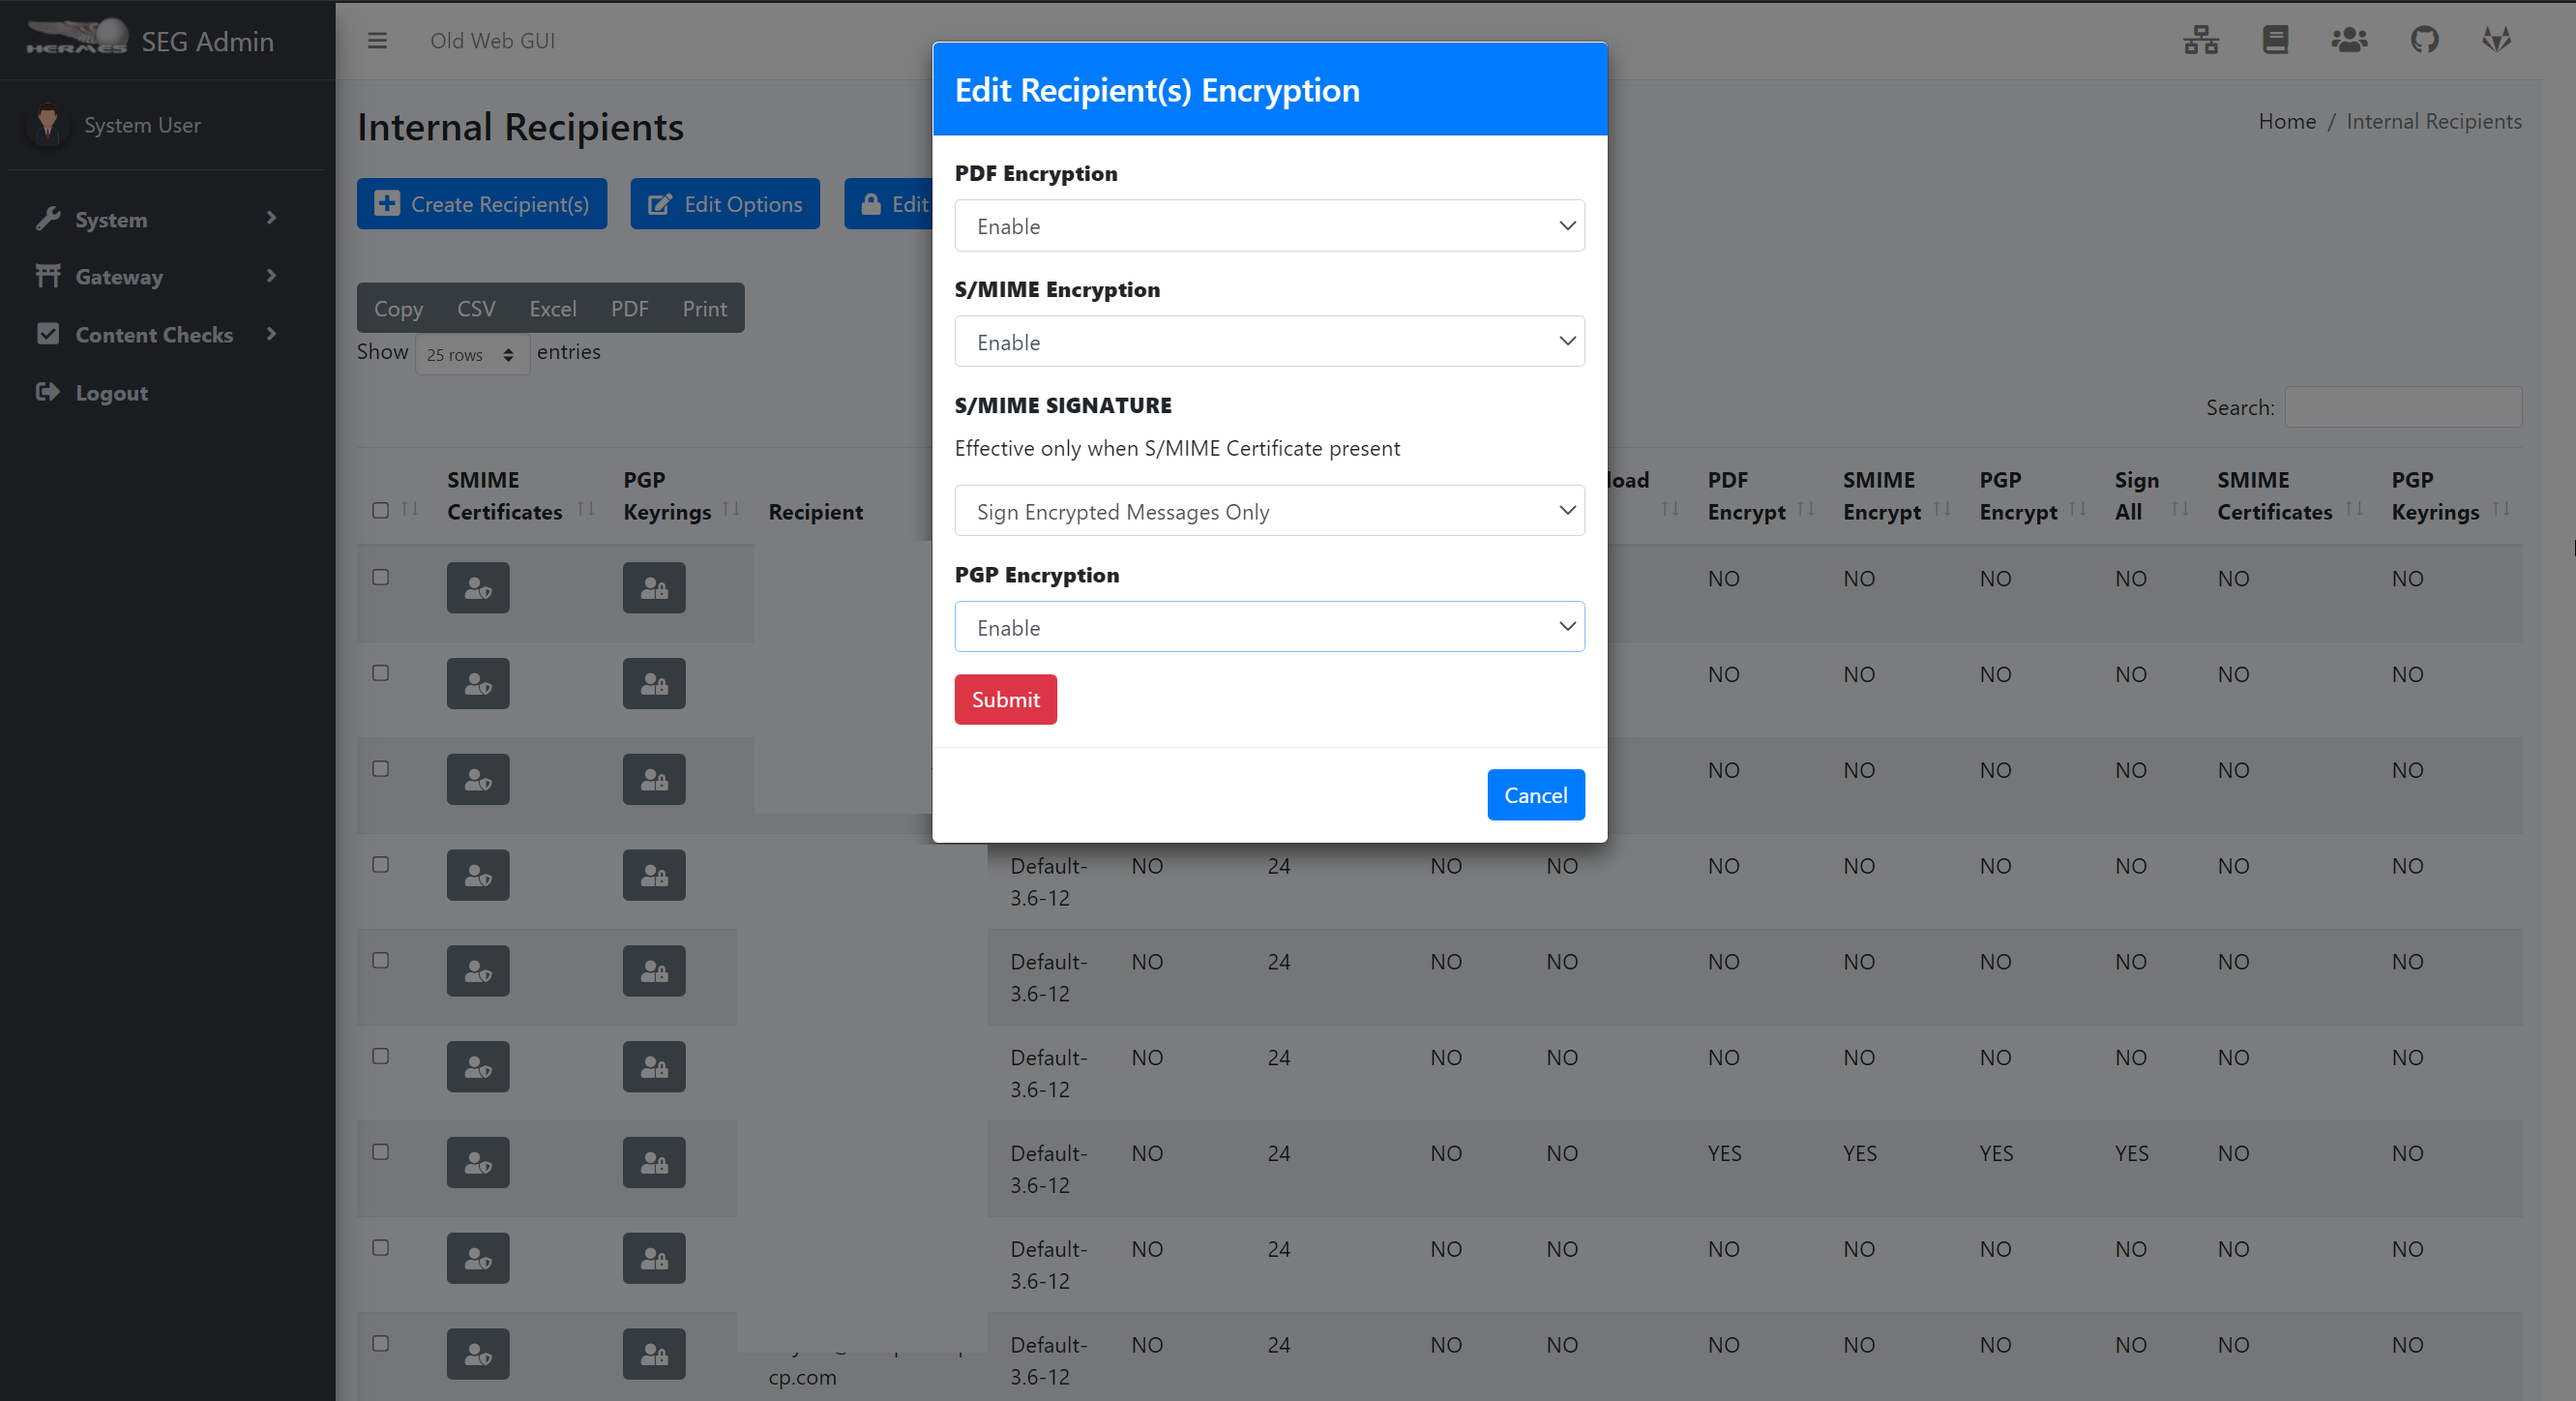 HERMES SEG Admin
Old Web GUI
System User
System
Gateway
Content Checks
Logout
Internal Recipients
Home / Internal Recipients
Create Recipient(s)
Edit Options
Edit
Copy CSV Excel PDF Print
Show 25 rows entries
Search:
Edit Recipient(s) Encryption
PDF Encryption
Enable
S/MIME Encryption
Enable
S/MIME SIGNATURE
Effective only when S/MIME Certificate present
Sign Encrypted Messages Only
PGP Encryption
Enable
Submit
Cancel
SMIME Certificates PGP Keyrings Recipient load PDF Encrypt SMIME Encrypt PGP Encrypt Sign All SMIME Certificates PGP Keyrings
NO NO NO NO NO NO
NO NO NO NO NO NO
NO NO NO NO NO NO
Default-3.6-12 NO 24 NO NO NO NO NO NO NO NO
Default-3.6-12 NO 24 NO NO NO NO NO NO NO NO
Default-3.6-12 NO 24 NO NO NO NO NO NO NO NO
Default-3.6-12 NO 24 NO NO YES YES YES YES NO NO
Default-3.6-12 NO 24 NO NO NO NO NO NO NO NO
cp.com Default-3.6-12 NO 24 NO NO NO NO NO NO NO NO